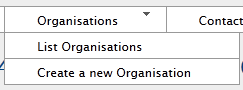 Organisations Contact
List Organisations
Create a new Organisation